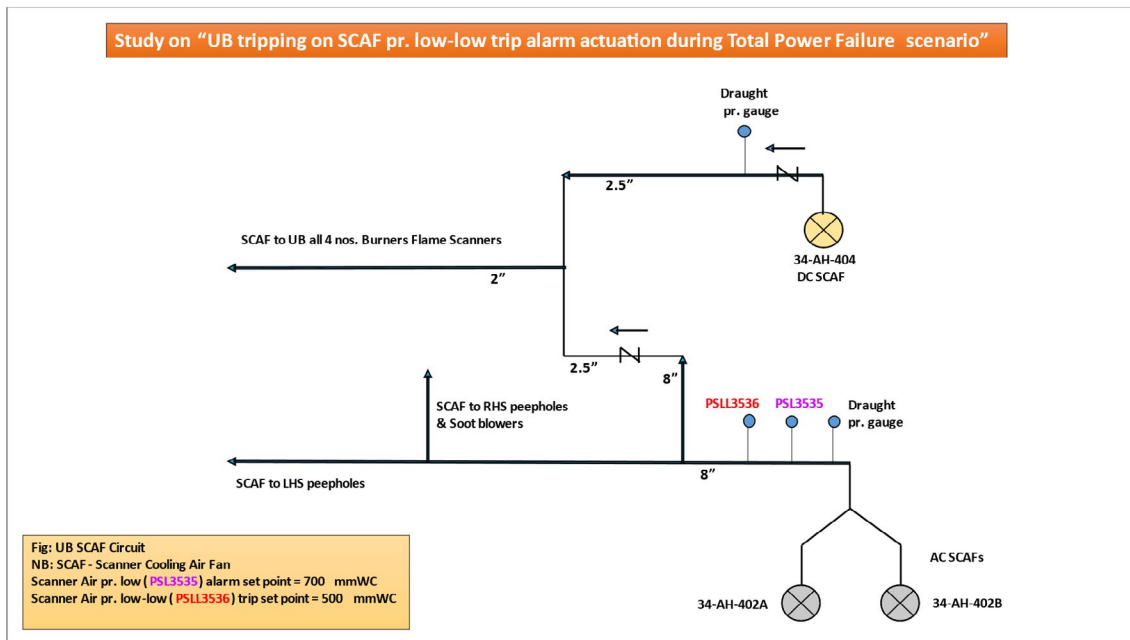 Study on “UB tripping on SCAF pr. low-low trip alarm actuation during Total Power Failure scenario”
Draught
pr. gauge
2.5”
34-AH-404
DC SCAF
SCAF to UB all 4 nos. Burners Flame Scanners
2”
2.5”
8”
SCAF to RHS peepholes
& Soot blowers
PSLL3536
PSL3535
Draught
pr. gauge
8”
SCAF to LHS peepholes
AC SCAFs
34-AH-402A
34-AH-402B
Fig: UB SCAF Circuit
NB: SCAF - Scanner Cooling Air Fan
Scanner Air pr. low ( PSL3535 ) alarm set point = 700 mmWC
Scanner Air pr. low-low ( PSLL3536 ) trip set point = 500 mmWC